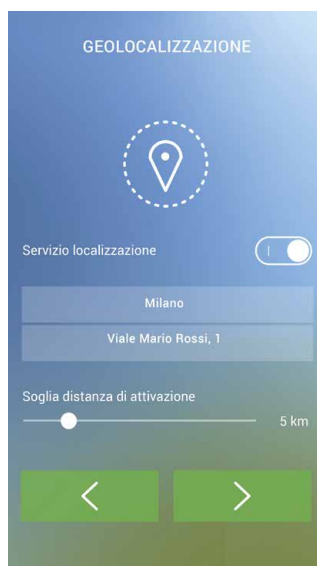 GEOLOCALIZZAZIONE
Servizio localizzazione
Milano
Viale Mario Rossi, 1
Soglia distanza di attivazione
5 km